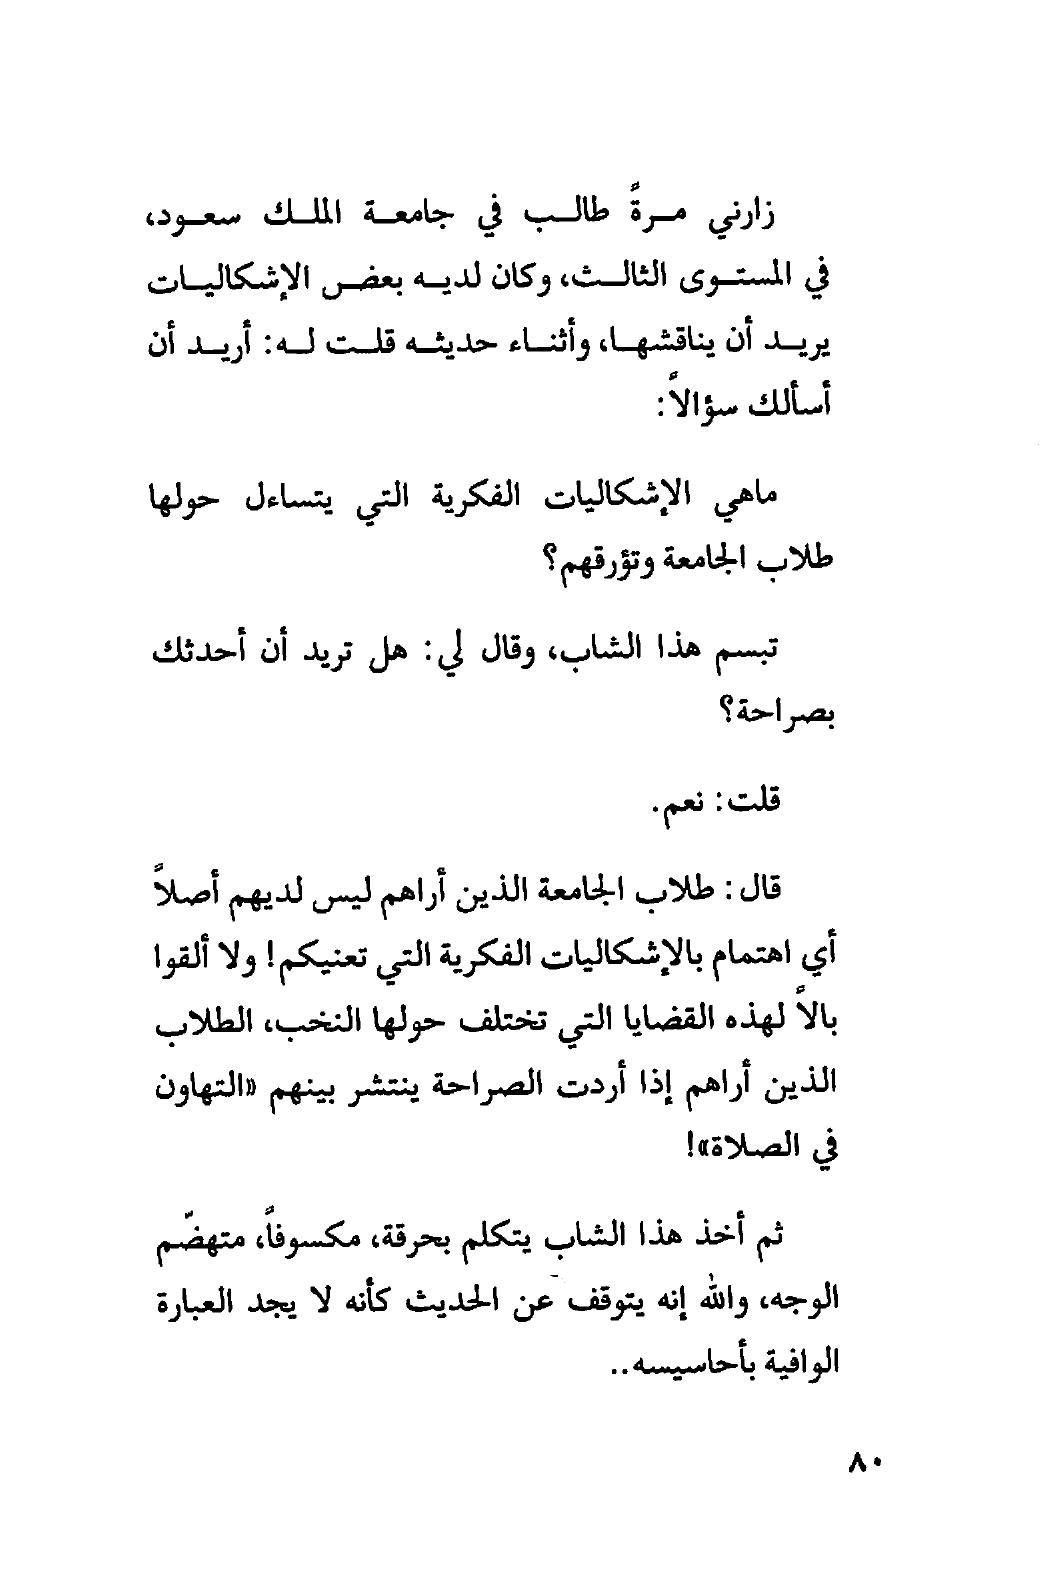 زارني مرةً طالب في جامعة الملك سعود،
في المستوى الثالث، وكان لديه بعض الإشكاليات
يريد أن يناقشها، وأثناء حديثه قلت له: أريد أن
أسألك سؤالاً:
ماهي الإشكاليات الفكرية التي يتساءل حولها
طلاب الجامعة وتؤرقهم؟
تبسم هذا الشاب، وقال لي: هل تريد أن أحدثك
بصراحة؟
قلت: نعم.
قال: طلاب الجامعة الذين أراهم ليس لديهم أصلاً
أي اهتمام بالإشكاليات الفكرية التي تعنيكم! ولا ألقوا
بالاً لهذه القضايا التي تختلف حولها النخب، الطلاب
الذين أراهم إذا أردت الصراحة ينتشر بينهم «التهاون
في الصلاة»!
ثم أخذ هذا الشاب يتكلم بحرقة، مكسوفاً، متهضّم
الوجه، والله إنه يتوقف عن الحديث كأنه لا يجد العبارة
الوافية بأحاسيسه..
٨٠